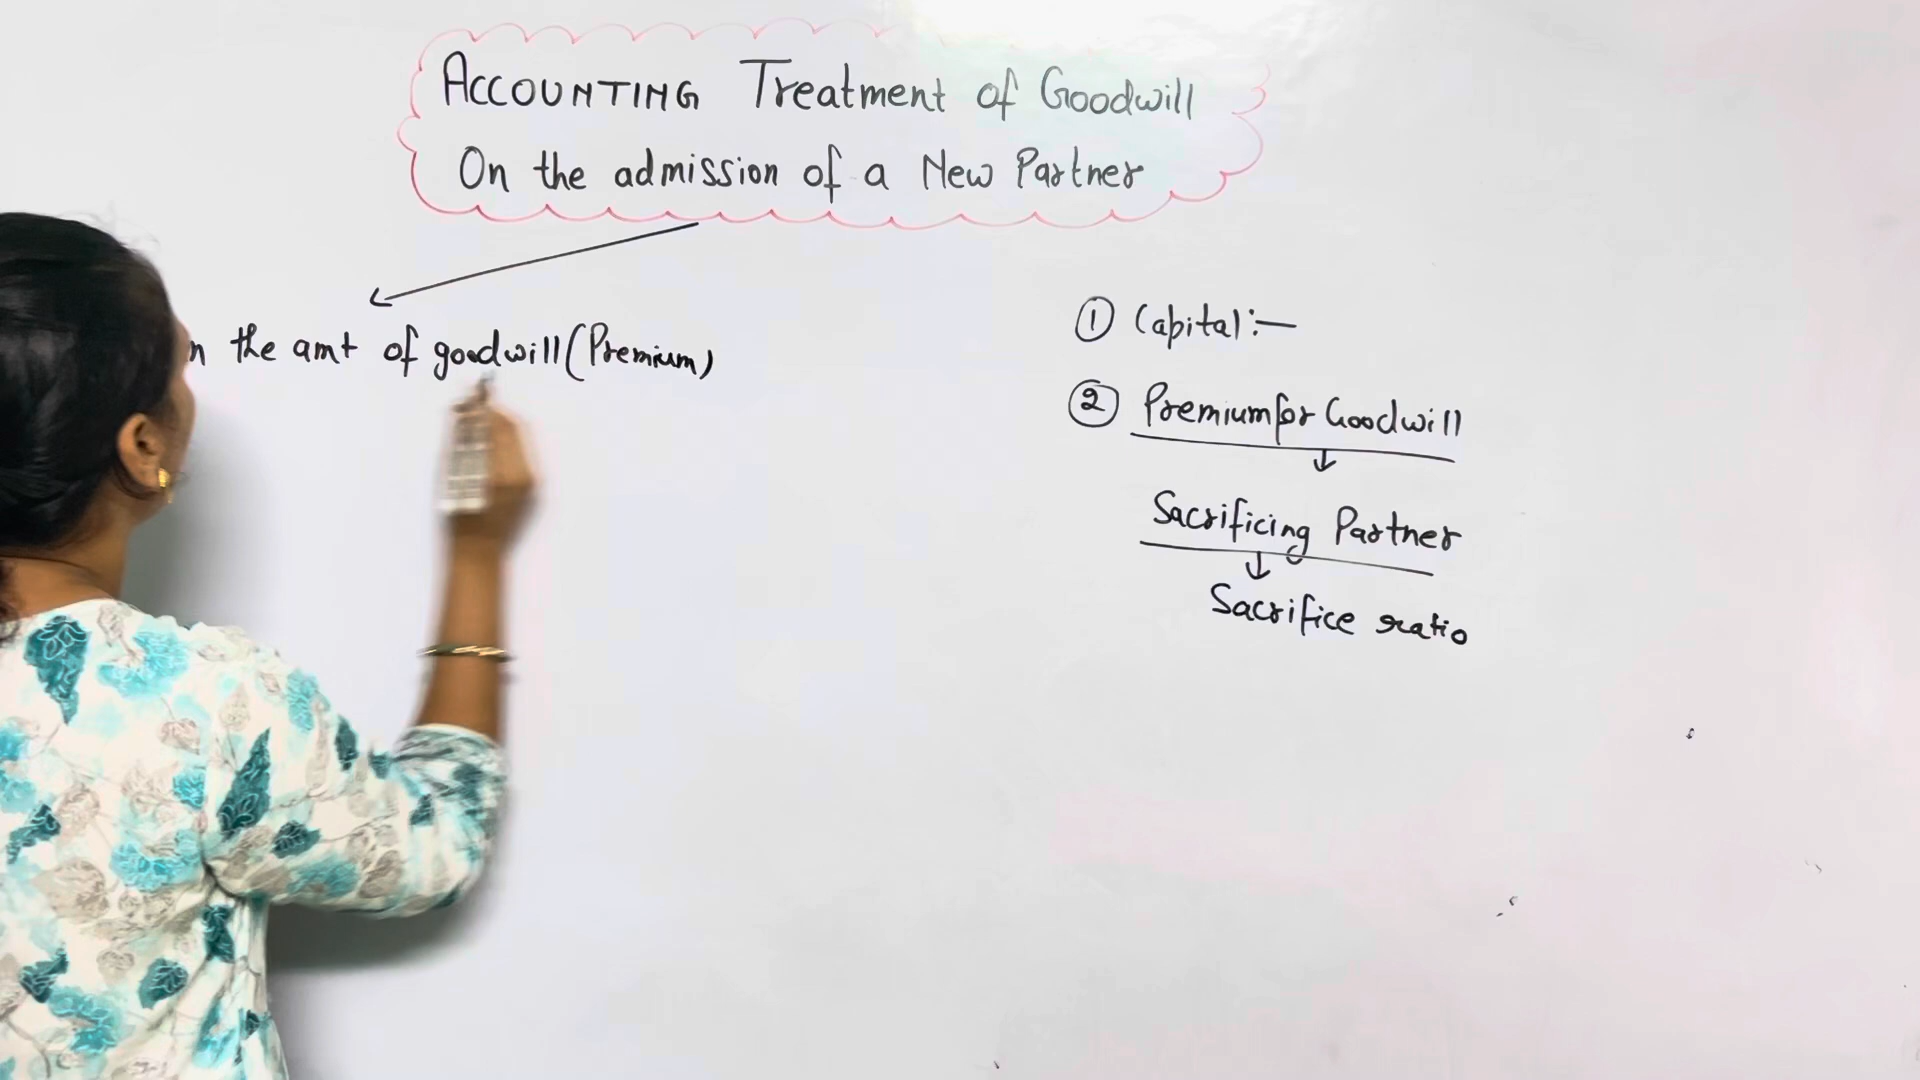 ACCOUNTING Treatment of Goodwill
On the admission of a New Partner
the amt of goodwill (Premium)
① Capital:—
② Premium for Goodwill
Sacrificing Partner
Sacrifice ratio